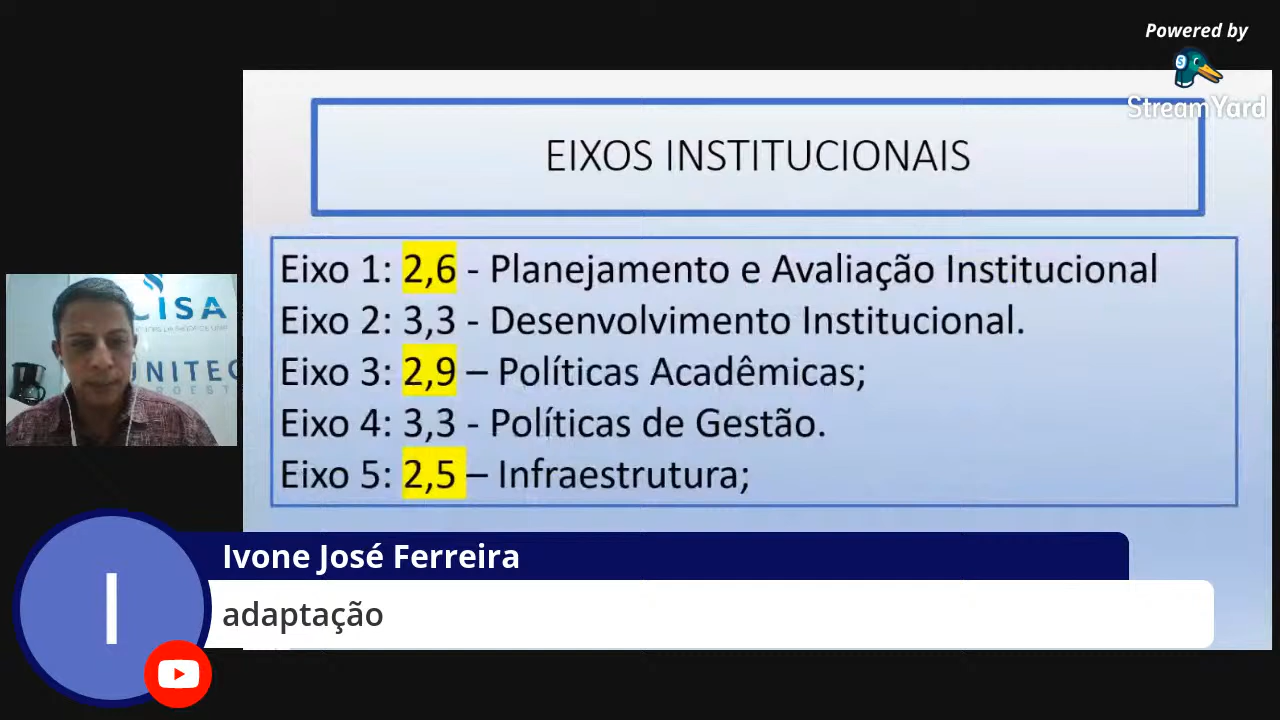 Powered by
StreamYard
EIXOS INSTITUCIONAIS
Eixo 1: 2,6 - Planejamento e Avaliação Institucional
Eixo 2: 3,3 - Desenvolvimento Institucional.
Eixo 3: 2,9 – Políticas Acadêmicas;
Eixo 4: 3,3 - Políticas de Gestão.
Eixo 5: 2,5 – Infraestrutura;
CISA
UNITEC
Ivone José Ferreira
I
adaptação